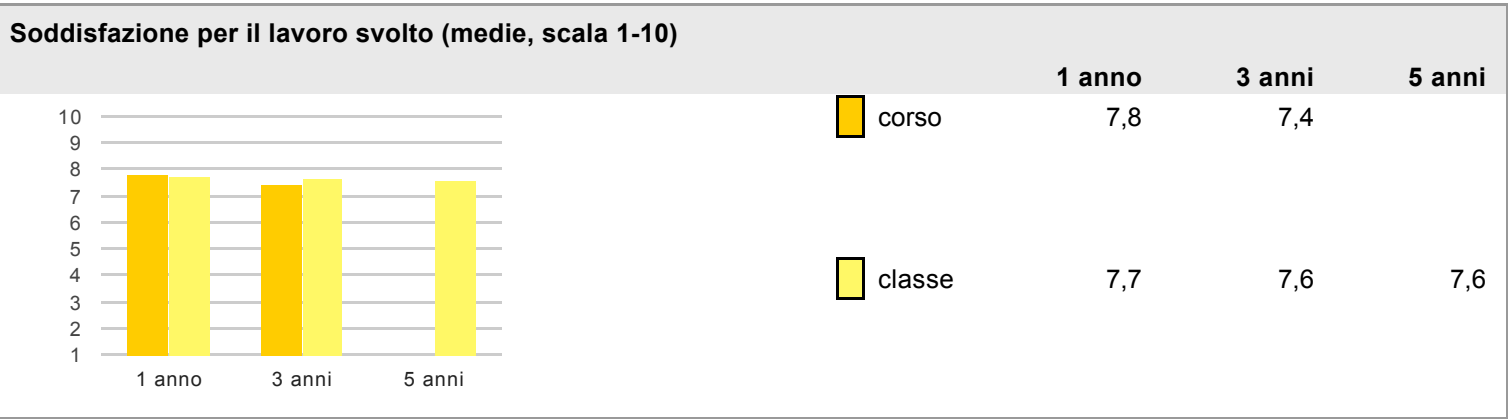 Soddisfazione per il lavoro svolto (medie, scala 1-10)
1 anno 3 anni 5 anni
corso 7,8 7,4
classe 7,7 7,6 7,6
10
9
8
7
6
5
4
3
2
1
1 anno 3 anni 5 anni